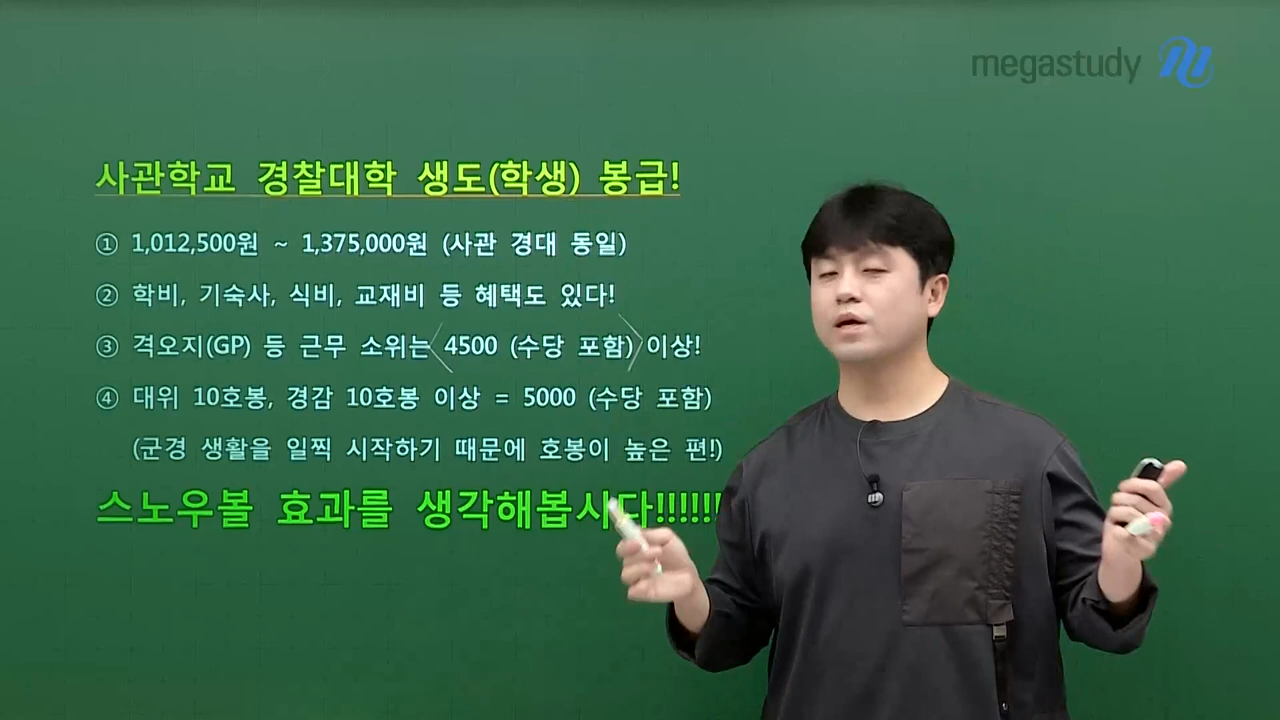 megastudy
사관학교 경찰대학 생도(학생) 봉급!
① 1,012,500원 ~ 1,375,000원 (사관 경대 동일)
② 학비, 기숙사, 식비, 교재비 등 혜택도 있다!
③ 격오지(GP) 등 근무 소위는 4500 (수당 포함) 이상!
④ 대위 10호봉, 경감 10호봉 이상 = 5000 (수당 포함)
(군경 생활을 일찍 시작하기 때문에 호봉이 높은 편!)
스노우볼 효과를 생각해봅시다!!!!!!